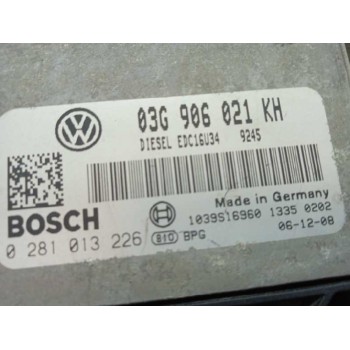 03G 906 021 KH
DIESEL EDC16U34 9245
BOSCH
Made in Germany
1039S16960 1335 0202
0 281 013 226 810 BPG
06-12-08